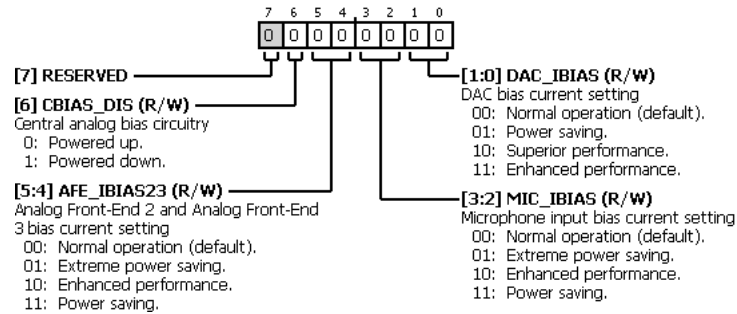 7 6 5 4 3 2 1 0
0 0 0 0 0 0 0 0
[7] RESERVED
[6] CBIAS_DIS (R/W)
Central analog bias circuitry
0: Powered up.
1: Powered down.
[5:4] AFE_IBIAS23 (R/W)
Analog Front-End 2 and Analog Front-End
3 bias current setting
00: Normal operation (default).
01: Extreme power saving.
10: Enhanced performance.
11: Power saving.
[1:0] DAC_IBIAS (R/W)
DAC bias current setting
00: Normal operation (default).
01: Power saving.
10: Superior performance.
11: Enhanced performance.
[3:2] MIC_IBIAS (R/W)
Microphone input bias current setting
00: Normal operation (default).
01: Extreme power saving.
10: Enhanced performance.
11: Power saving.